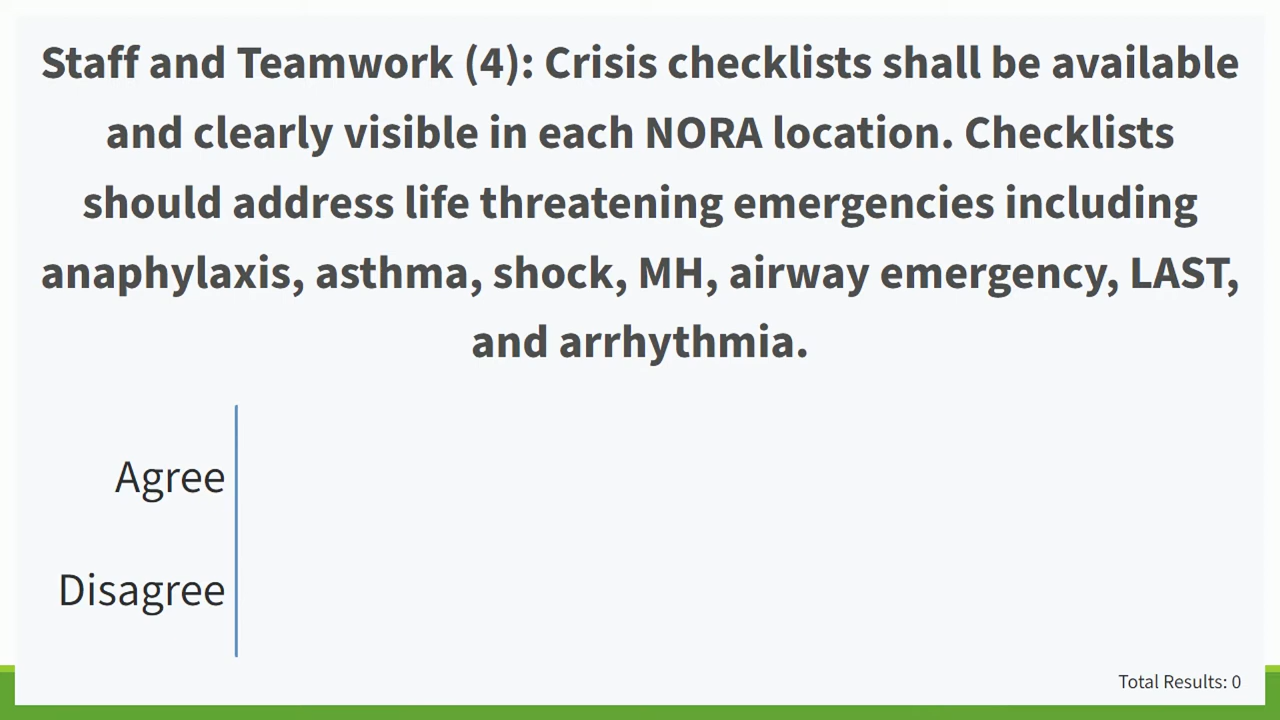 Staff and Teamwork (4): Crisis checklists shall be available
and clearly visible in each NORA location. Checklists
should address life threatening emergencies including
anaphylaxis, asthma, shock, MH, airway emergency, LAST,
and arrhythmia.
Agree
Disagree
Total Results: 0